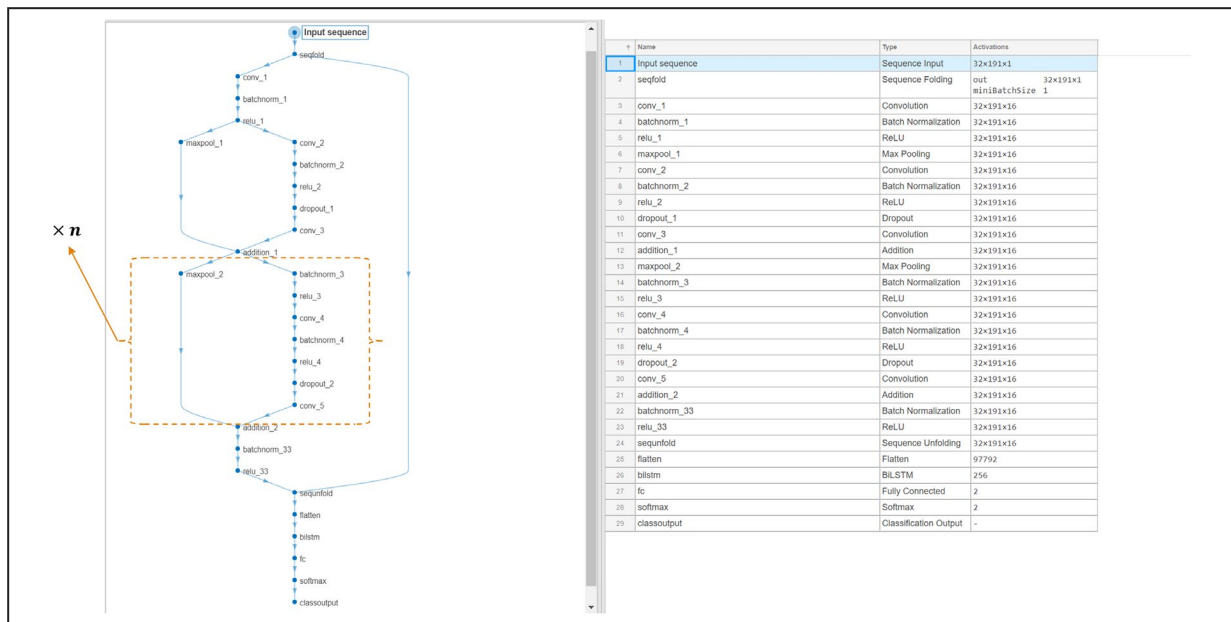 Input sequence
seqfold
conv_1
batchnorm_1
relu_1
maxpool_1
conv_2
batchnorm_2
relu_2
dropout_1
conv_3
× n
addition_1
maxpool_2
batchnorm_3
relu_3
conv_4
batchnorm_4
relu_4
dropout_2
conv_5
addition_2
batchnorm_33
relu_33
sequnfold
flatten
bilstm
fc
softmax
classoutput
↑ Name Type Activations
1 Input sequence Sequence Input 32×191×1
2 seqfold Sequence Folding out 32×191×1
miniBatchSize 1
3 conv_1 Convolution 32×191×16
4 batchnorm_1 Batch Normalization 32×191×16
5 relu_1 ReLU 32×191×16
6 maxpool_1 Max Pooling 32×191×16
7 conv_2 Convolution 32×191×16
8 batchnorm_2 Batch Normalization 32×191×16
9 relu_2 ReLU 32×191×16
10 dropout_1 Dropout 32×191×16
11 conv_3 Convolution 32×191×16
12 addition_1 Addition 32×191×16
13 maxpool_2 Max Pooling 32×191×16
14 batchnorm_3 Batch Normalization 32×191×16
15 relu_3 ReLU 32×191×16
16 conv_4 Convolution 32×191×16
17 batchnorm_4 Batch Normalization 32×191×16
18 relu_4 ReLU 32×191×16
19 dropout_2 Dropout 32×191×16
20 conv_5 Convolution 32×191×16
21 addition_2 Addition 32×191×16
22 batchnorm_33 Batch Normalization 32×191×16
23 relu_33 ReLU 32×191×16
24 sequnfold Sequence Unfolding 32×191×16
25 flatten Flatten 97792
26 bilstm BiLSTM 256
27 fc Fully Connected 2
28 softmax Softmax 2
29 classoutput Classification Output -